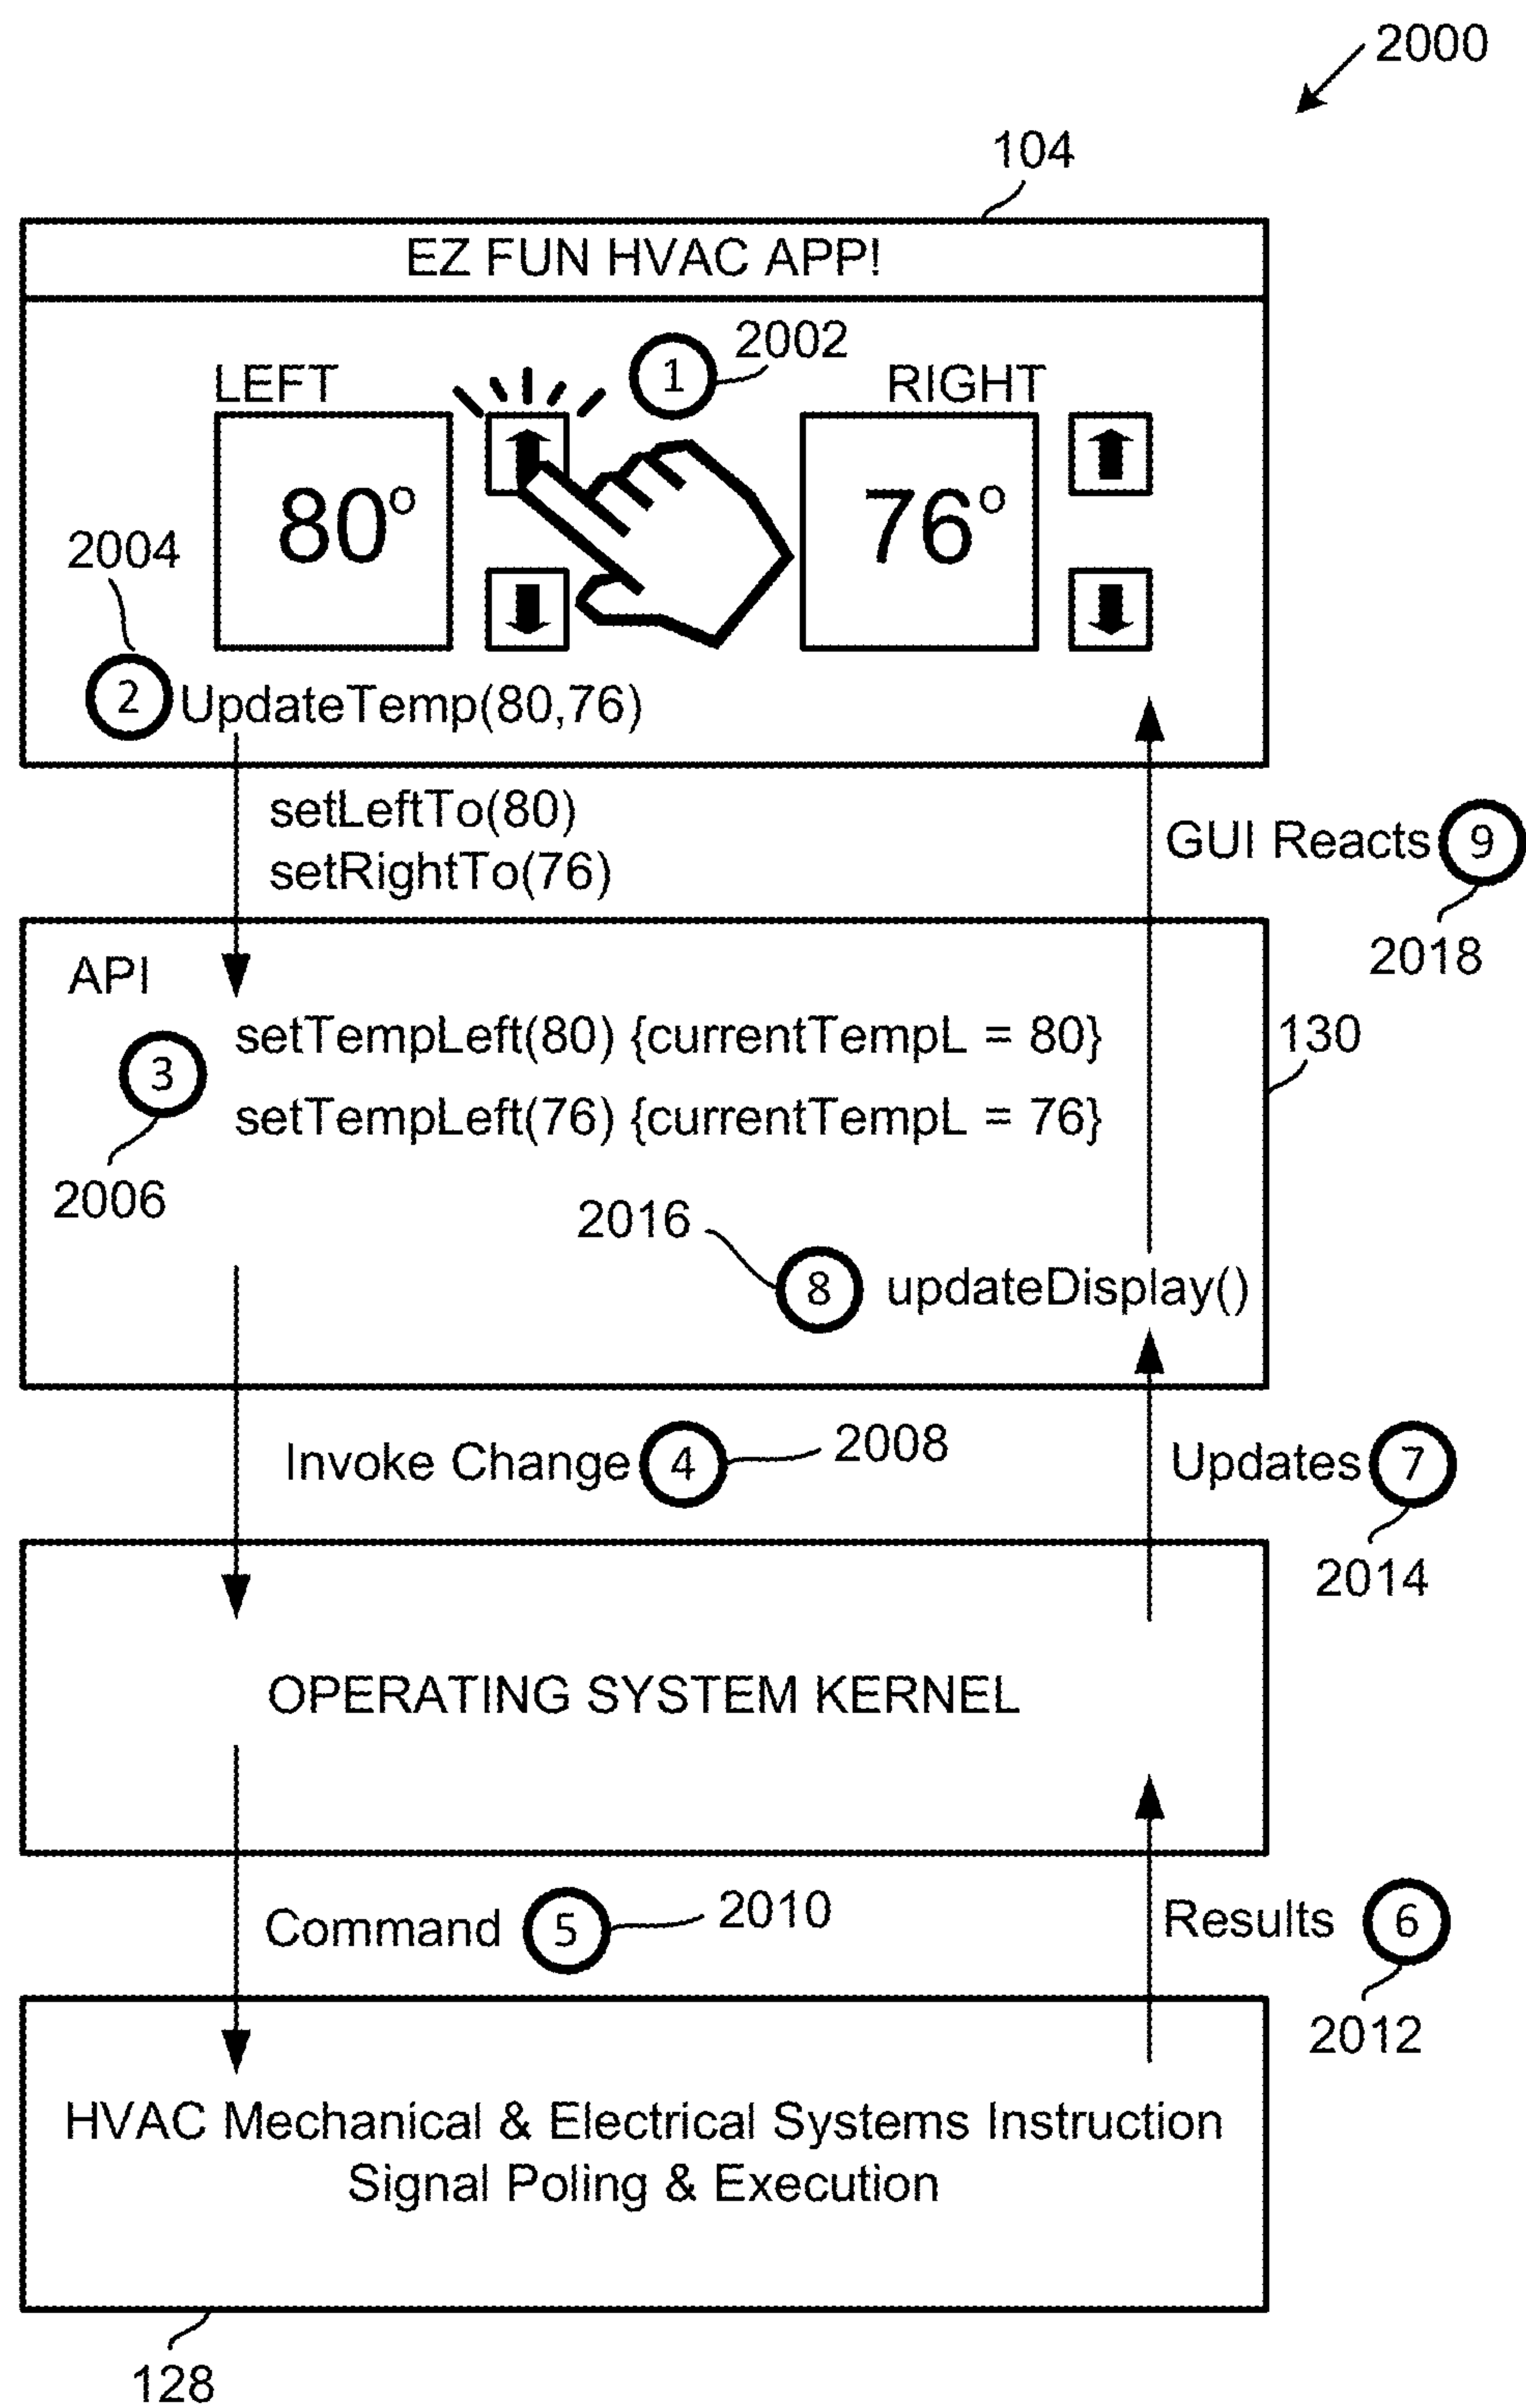 2000
104
EZ FUN HVAC APP!
1 2002
LEFT RIGHT
80° 76°
2004
2 UpdateTemp(80,76)
setLeftTo(80)
setRightTo(76)
GUI Reacts 9
2018
API
3 setTempLeft(80) {currentTempL = 80}
130
setTempLeft(76) {currentTempL = 76}
2006
2016
8 updateDisplay()
Invoke Change 4 2008
Updates 7
2014
OPERATING SYSTEM KERNEL
Command 5 2010
Results 6
2012
HVAC Mechanical & Electrical Systems Instruction
Signal Poling & Execution
128